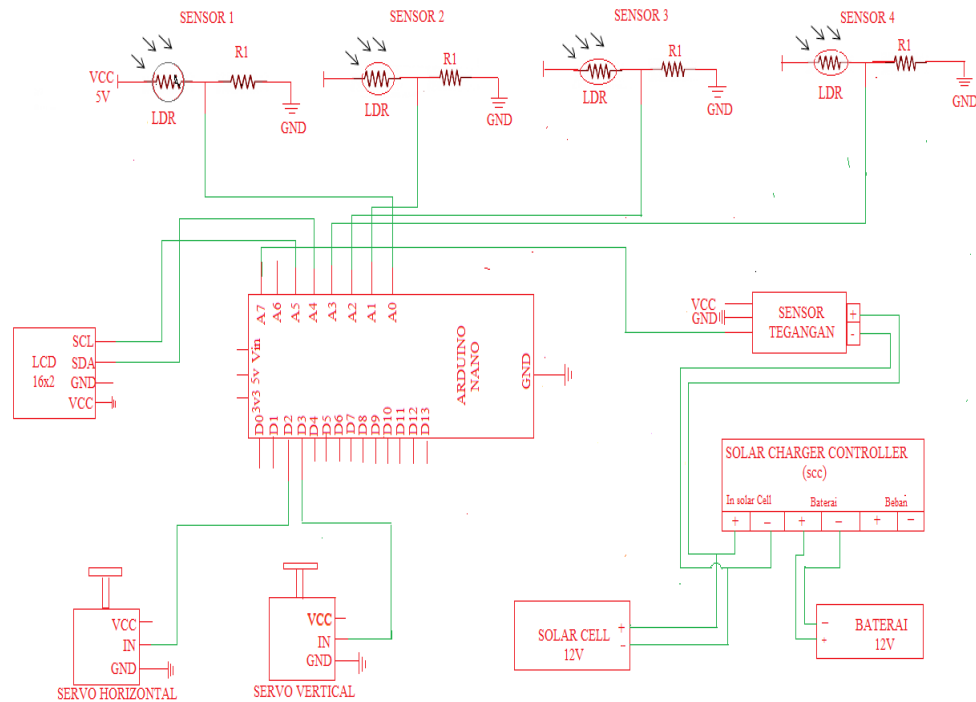 SENSOR 1
SENSOR 2
SENSOR 3
SENSOR 4
R1
R1
R1
R1
VCC
5V
LDR
GND
LDR
GND
LDR
GND
LDR
GND
A7
A6
A5
A4
A3
A2
A1
A0
LCD
16x2
SCL
SDA
GND
VCC
Vin
5v
3v3
ARDUINO
NANO
GND
D0
D1
D2
D3
D4
D5
D6
D7
D8
D9
D10
D11
D12
D13
VCC
GND
SENSOR
TEGANGAN
+
-
SOLAR CHARGER CONTROLLER
(scc)
In solar Cell
Baterai
Beban
+ - + - + -
VCC
IN
GND
SERVO HORIZONTAL
VCC
IN
GND
SERVO VERTICAL
SOLAR CELL
12V
+
-
-
+
BATERAI
12V